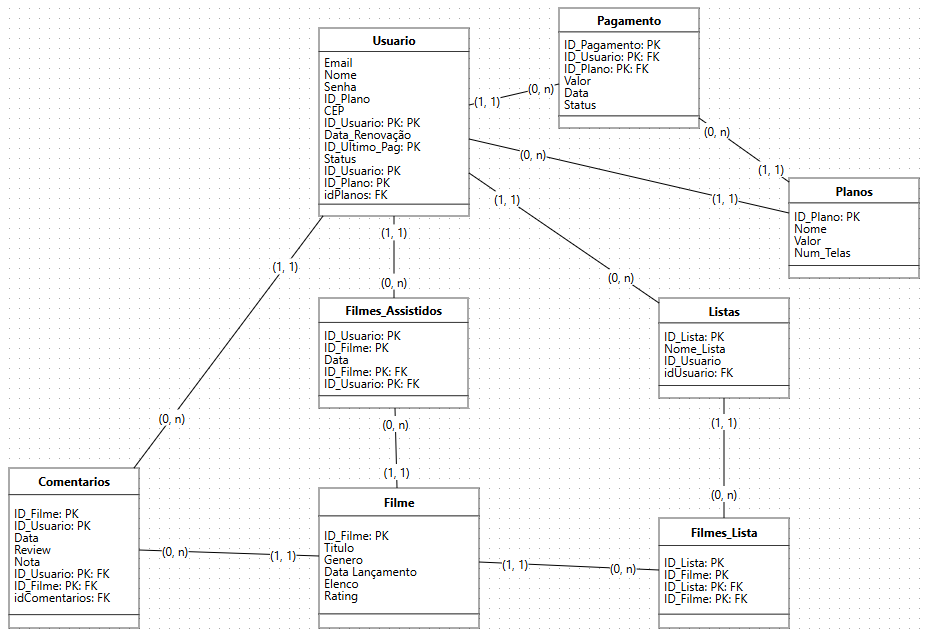 Pagamento
ID_Pagamento: PK
ID_Usuario: PK: FK
ID_Plano: PK: FK
Valor
Data
Status
Usuario
Email
Nome
Senha
ID_Plano
CEP
ID_Usuario: PK: PK
Data_Renovação
ID_Ultimo_Pag: PK
Status
ID_Usuario: PK
ID_Plano: PK
idPlanos: FK
(1, 1)
(0, n)
(0, n)
(1, 1)
(0, n)
(1, 1)
Planos
ID_Plano: PK
Nome
Valor
Num_Telas
(1, 1)
(0, n)
(1, 1)
(0, n)
(1, 1)
(0, n)
Filmes_Assistidos
ID_Usuario: PK
ID_Filme: PK
Data
ID_Filme: PK: FK
ID_Usuario: PK: FK
Listas
ID_Lista: PK
Nome_Lista
ID_Usuario
idUsuario: FK
(0, n)
(1, 1)
(1, 1)
(0, n)
Comentarios
ID_Filme: PK
ID_Usuario: PK
Data
Review
Nota
ID_Usuario: PK: FK
ID_Filme: PK: FK
idComentarios: FK
(0, n)
(1, 1)
Filme
ID_Filme: PK
Titulo
Genero
Data Lançamento
Elenco
Rating
(1, 1)
(0, n)
Filmes_Lista
ID_Lista: PK
ID_Filme: PK
ID_Lista: PK: FK
ID_Filme: PK: FK